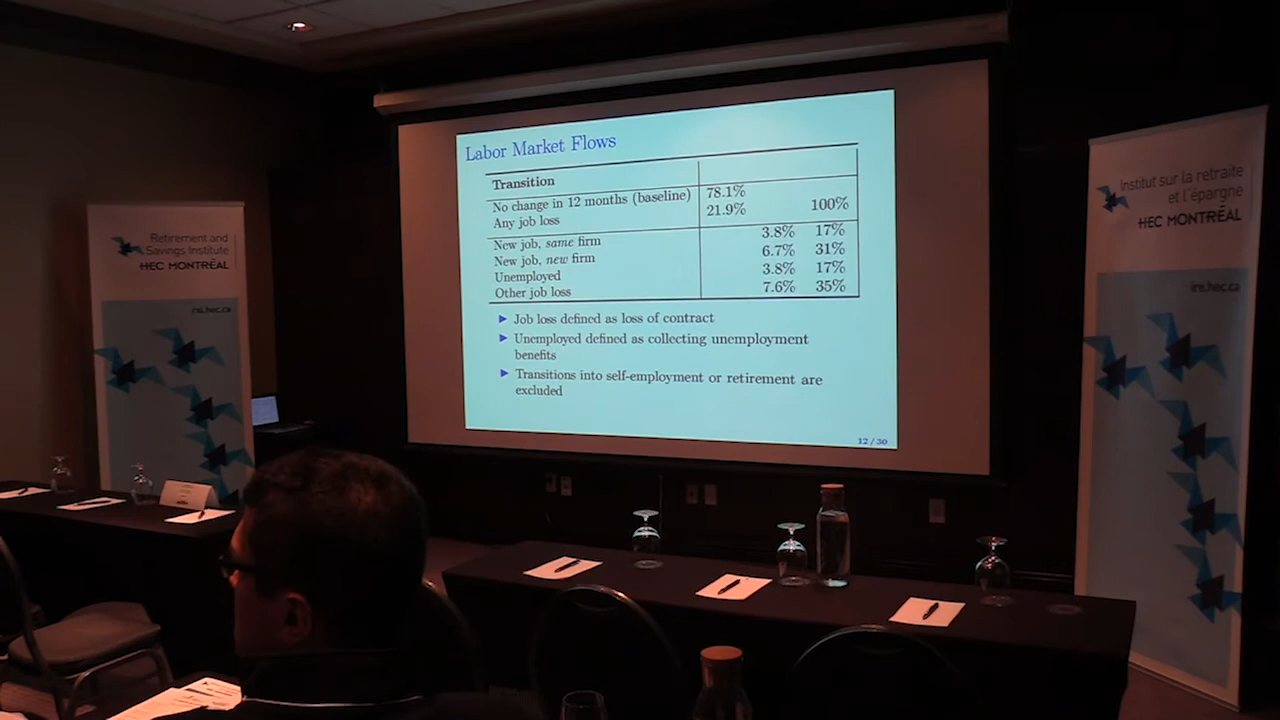 Labor Market Flows
Transition
No change in 12 months (baseline) 78.1%
Any job loss 21.9% 100%
New job, same firm 3.8% 17%
New job, new firm 6.7% 31%
Unemployed 3.8% 17%
Other job loss 7.6% 35%
Job loss defined as loss of contract
Unemployed defined as collecting unemployment
benefits
Transitions into self-employment or retirement are
excluded
12 / 30
Retirement and
Savings Institute
HEC MONTRÉAL
rsi.hec.ca
Institut sur la retraite
et l'épargne
HEC MONTRÉAL
ire.hec.ca